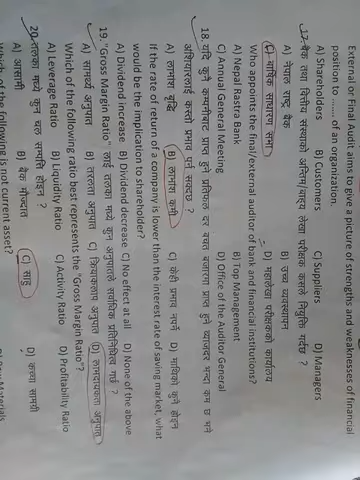 External or Final audit aims to give a picture of strengths and weaknesses of financial
position to ....... of an organization.
A) Shareholders B) Customers C) Suppliers D) Managers
17. बैंक तथा वित्तीय संस्थाको अन्तिम/बाह्य लेखा परीक्षक कसले नियुक्ति गर्दछ ?
A) नेपाल राष्ट्र बैंक B) उच्च व्यवस्थापन
C) वार्षिक साधारण सभा D) महालेखा परीक्षकको कार्यालय
Who appoints the final/external auditor of bank and financial institutions?
A) Nepal Rastra Bank B) Top Management
C) Annual General Meeting D) Office of the Auditor General
18. यदि कुनै कम्पनीबाट प्राप्त हुने प्रतिफल दर बचत बजारमा प्राप्त हुने ब्याजदर भन्दा कम छ भने
अंशियारलाई कस्तो प्रभाव पर्न सक्दछ ?
A) लाभांश वृद्धि B) लाभांश कमी C) केही प्रभाव नपर्ने D) माथिको कुनै होइन
If the rate of return of a company is lower than the interest rate of saving market, what
would be the implication to shareholder?
A) Dividend increase B) Dividend decrease C) No effect at all D) None of the above
19. "Gross Margin Ratio" लाई तलका मध्ये कुन अनुपातले सर्वाधिक प्रतिनिधित्व गर्छ ?
A) सामर्थ्य अनुपात B) तरलता अनुपात C) क्रियाकलाप अनुपात D) लाभदायकता अनुपात
Which of the following ratio best represents the "Gross Margin Ratio"?
A) Leverage Ratio B) Liquidity Ratio C) Activity Ratio D) Profitability Ratio
20. तलका मध्ये कुन चल सम्पत्ति होइन ?
A) आसामी B) बैंक मौज्दात C) साहु D) कच्चा सामग्री
Which of the following is not current asset?
Raw Materials